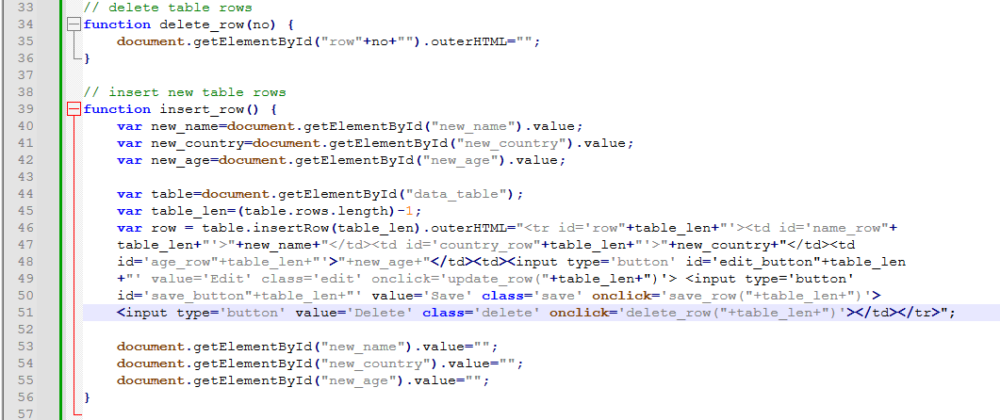 33 // delete table rows
34 function delete_row(no) {
35 document.getElementById("row"+no+"").outerHTML="";
36 }
37
38 // insert new table rows
39 function insert_row() {
40 var new_name=document.getElementById("new_name").value;
41 var new_country=document.getElementById("new_country").value;
42 var new_age=document.getElementById("new_age").value;
43
44 var table=document.getElementById("data_table");
45 var table_len=(table.rows.length)-1;
46 var row = table.insertRow(table_len).outerHTML="<tr id='row"+table_len+"'><td id='name_row"+
47 table_len+"'>"+new_name+"</td><td id='country_row"+table_len+"'>"+new_country+"</td><td
48 id='age_row"+table_len+"'>"+new_age+"</td><td><input type='button' id='edit_button"+table_len
49 +"' value='Edit' class='edit' onclick='update_row("+table_len+")'> <input type='button'
50 id='save_button"+table_len+"' value='Save' class='save' onclick='save_row("+table_len+")'>
51 <input type='button' value='Delete' class='delete' onclick='delete_row("+table_len+")'></td></tr>";
52
53 document.getElementById("new_name").value="";
54 document.getElementById("new_country").value="";
55 document.getElementById("new_age").value="";
56 }
57